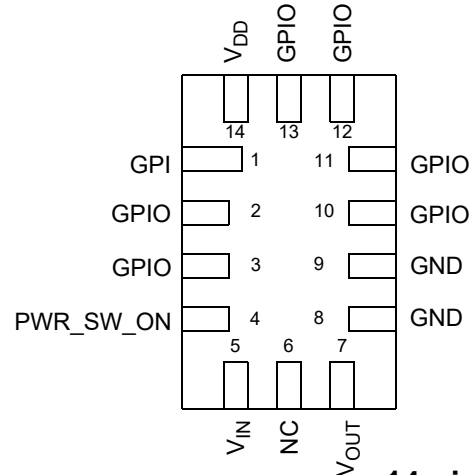 VDD GPIO GPIO
14 13 12
GPI 1 11 GPIO
GPIO 2 10 GPIO
GPIO 3 9 GND
PWR_SW_ON 4 8 GND
5 6 7
VIN NC VOUT